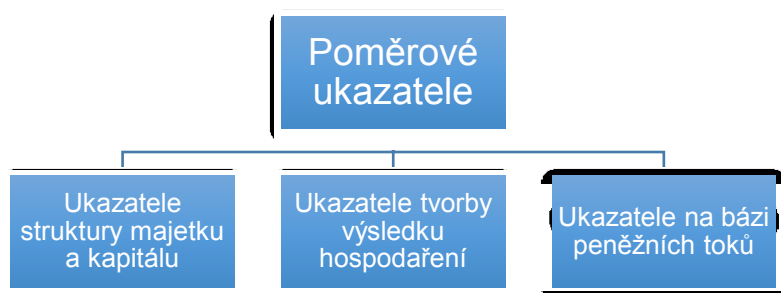 Poměrové
ukazatele
Ukazatele
struktury majetku
a kapitálu
Ukazatele tvorby
výsledku
hospodaření
Ukazatele na bázi
peněžních toků